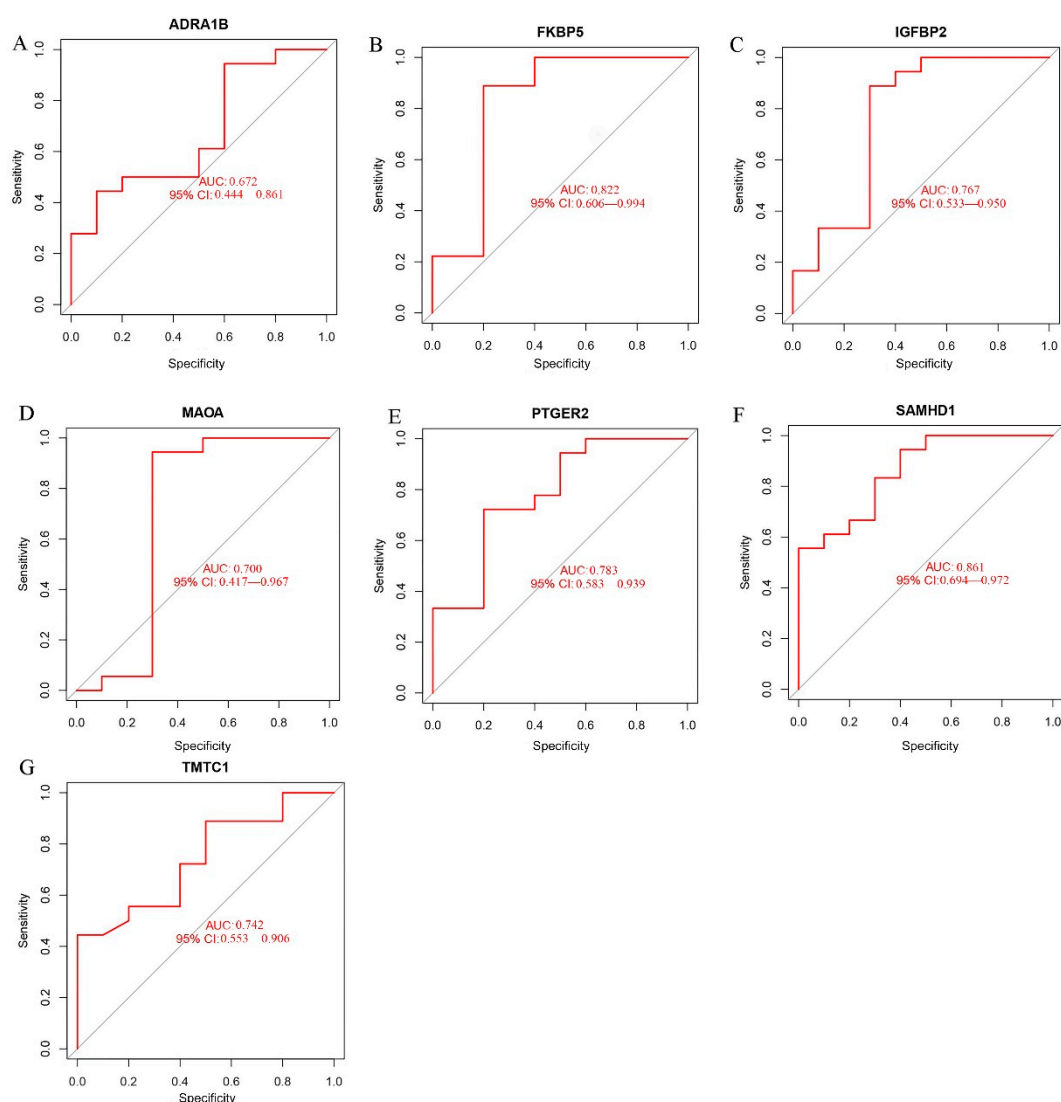 A
ADRA1B
1.0
0.8
0.6
0.4
0.2
0.0
Sensitivity
AUC: 0.672
95% CI: 0.444 0.861
0.0 0.2 0.4 0.6 0.8 1.0
Specificity
B
FKBP5
1.0
0.8
0.6
0.4
0.2
0.0
Sensitivity
AUC: 0.822
95% CI: 0.606—0.994
0.0 0.2 0.4 0.6 0.8 1.0
Specificity
C
IGFBP2
1.0
0.8
0.6
0.4
0.2
0.0
Sensitivity
AUC: 0.767
95% CI: 0.533—0.950
0.0 0.2 0.4 0.6 0.8 1.0
Specificity
D
MAOA
1.0
0.8
0.6
0.4
0.2
0.0
Sensitivity
AUC: 0.700
95% CI: 0.417—0.967
0.0 0.2 0.4 0.6 0.8 1.0
Specificity
E
PTGER2
1.0
0.8
0.6
0.4
0.2
0.0
Sensitivity
AUC: 0.783
95% CI: 0.583 0.939
0.0 0.2 0.4 0.6 0.8 1.0
Specificity
F
SAMHD1
1.0
0.8
0.6
0.4
0.2
0.0
Sensitivity
AUC: 0.861
95% CI: 0.694—0.972
0.0 0.2 0.4 0.6 0.8 1.0
Specificity
G
TMTC1
1.0
0.8
0.6
0.4
0.2
0.0
Sensitivity
AUC: 0.742
95% CI: 0.553 0.906
0.0 0.2 0.4 0.6 0.8 1.0
Specificity